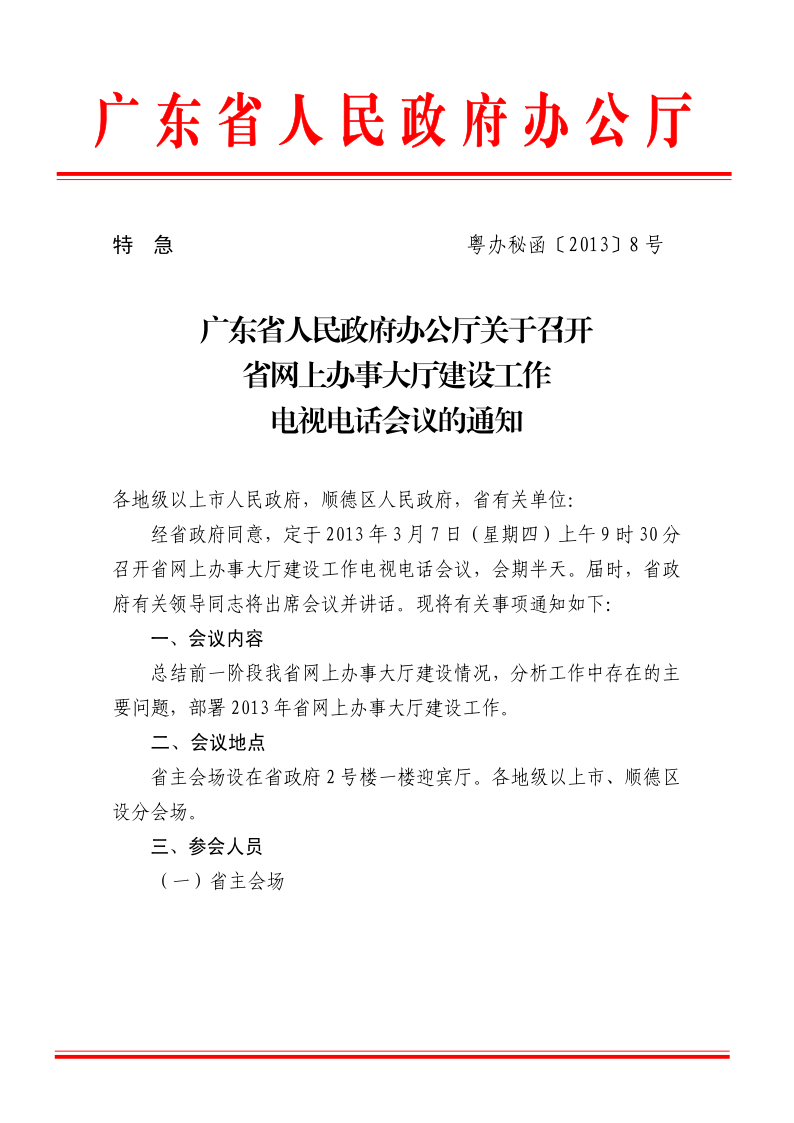 广东省人民政府办公厅
特 急 粤办秘函〔2013〕8 号
广东省人民政府办公厅关于召开
省网上办事大厅建设工作
电视电话会议的通知
各地级以上市人民政府，顺德区人民政府，省有关单位：
经省政府同意，定于 2013 年 3 月 7 日（星期四）上午 9 时 30 分
召开省网上办事大厅建设工作电视电话会议，会期半天。届时，省政
府有关领导同志将出席会议并讲话。现将有关事项通知如下：
一、会议内容
总结前一阶段我省网上办事大厅建设情况，分析工作中存在的主
要问题，部署 2013 年省网上办事大厅建设工作。
二、会议地点
省主会场设在省政府 2 号楼一楼迎宾厅。各地级以上市、顺德区
设分会场。
三、参会人员
（一）省主会场